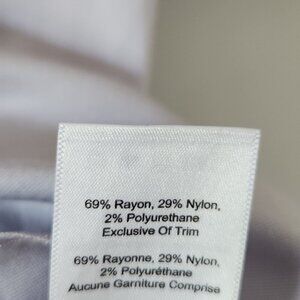 69% Rayon, 29% Nylon,
2% Polyurethane
Exclusive Of Trim
69% Rayonne, 29% Nylon,
2% Polyuréthane
Aucune Garniture Comprise